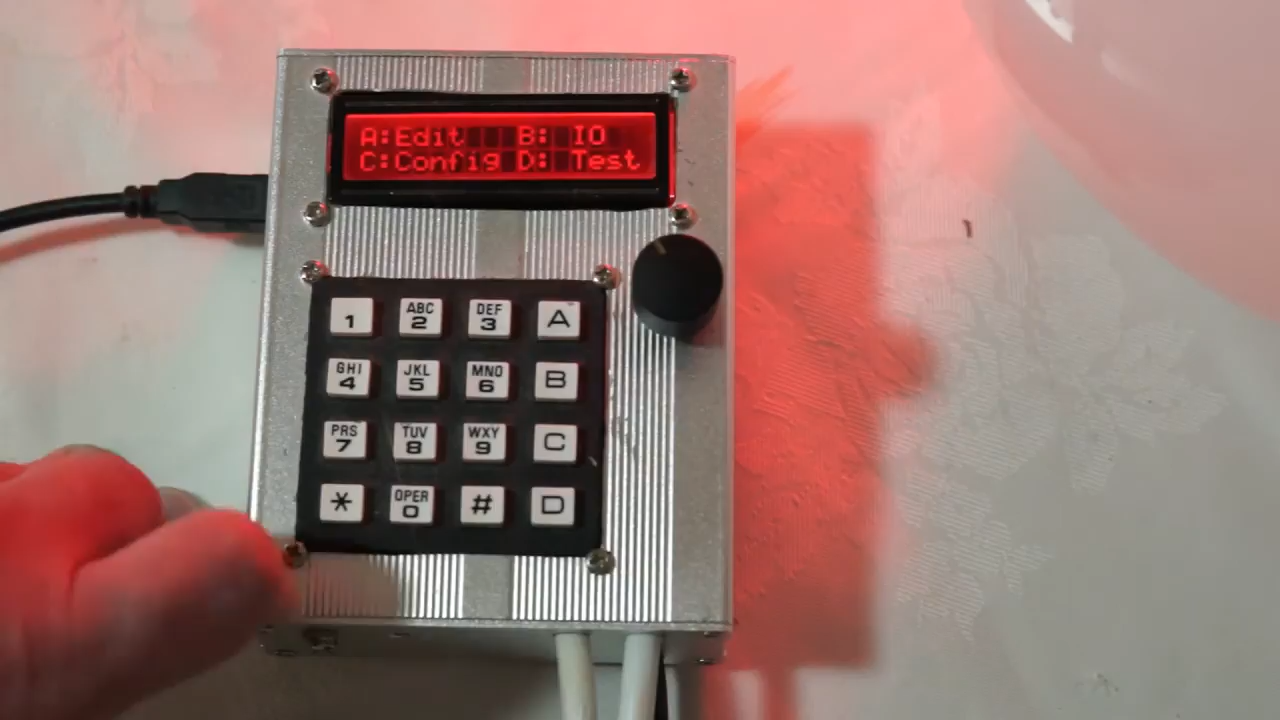 A:Edit B: IO
C:Config D: Test
1 ABC 2 DEF 3 A
GHI 4 JKL 5 MNO 6 B
PRS 7 TUV 8 WXY 9 C
* OPER 0 # D